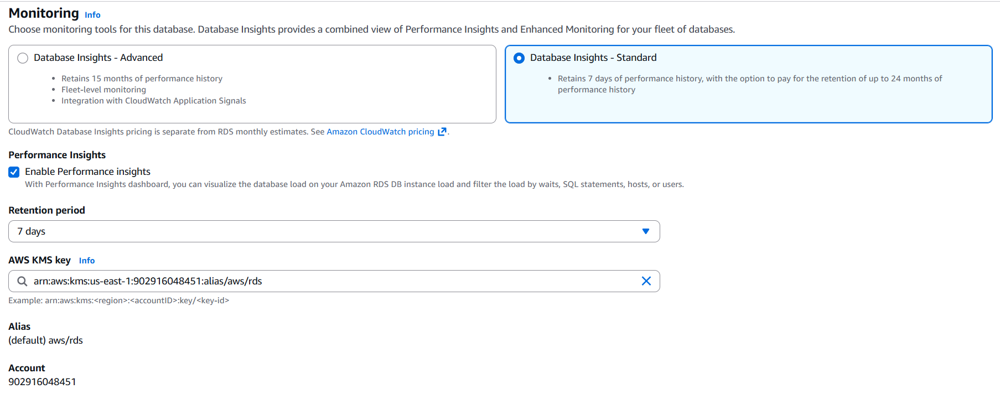 Monitoring Info
Choose monitoring tools for this database. Database Insights provides a combined view of Performance Insights and Enhanced Monitoring for your fleet of databases.
Database Insights - Advanced
• Retains 15 months of performance history
• Fleet-level monitoring
• Integration with CloudWatch Application Signals
Database Insights - Standard
• Retains 7 days of performance history, with the option to pay for the retention of up to 24 months of
performance history
CloudWatch Database Insights pricing is separate from RDS monthly estimates. See Amazon CloudWatch pricing.
Performance Insights
Enable Performance insights
With Performance Insights dashboard, you can visualize the database load on your Amazon RDS DB instance load and filter the load by waits, SQL statements, hosts, or users.
Retention period
7 days
AWS KMS key Info
arn:aws:kms:us-east-1:902916048451:alias/aws/rds
Example: arn:aws:kms:<region>:<accountID>:key/<key-id>
Alias
(default) aws/rds
Account
902916048451